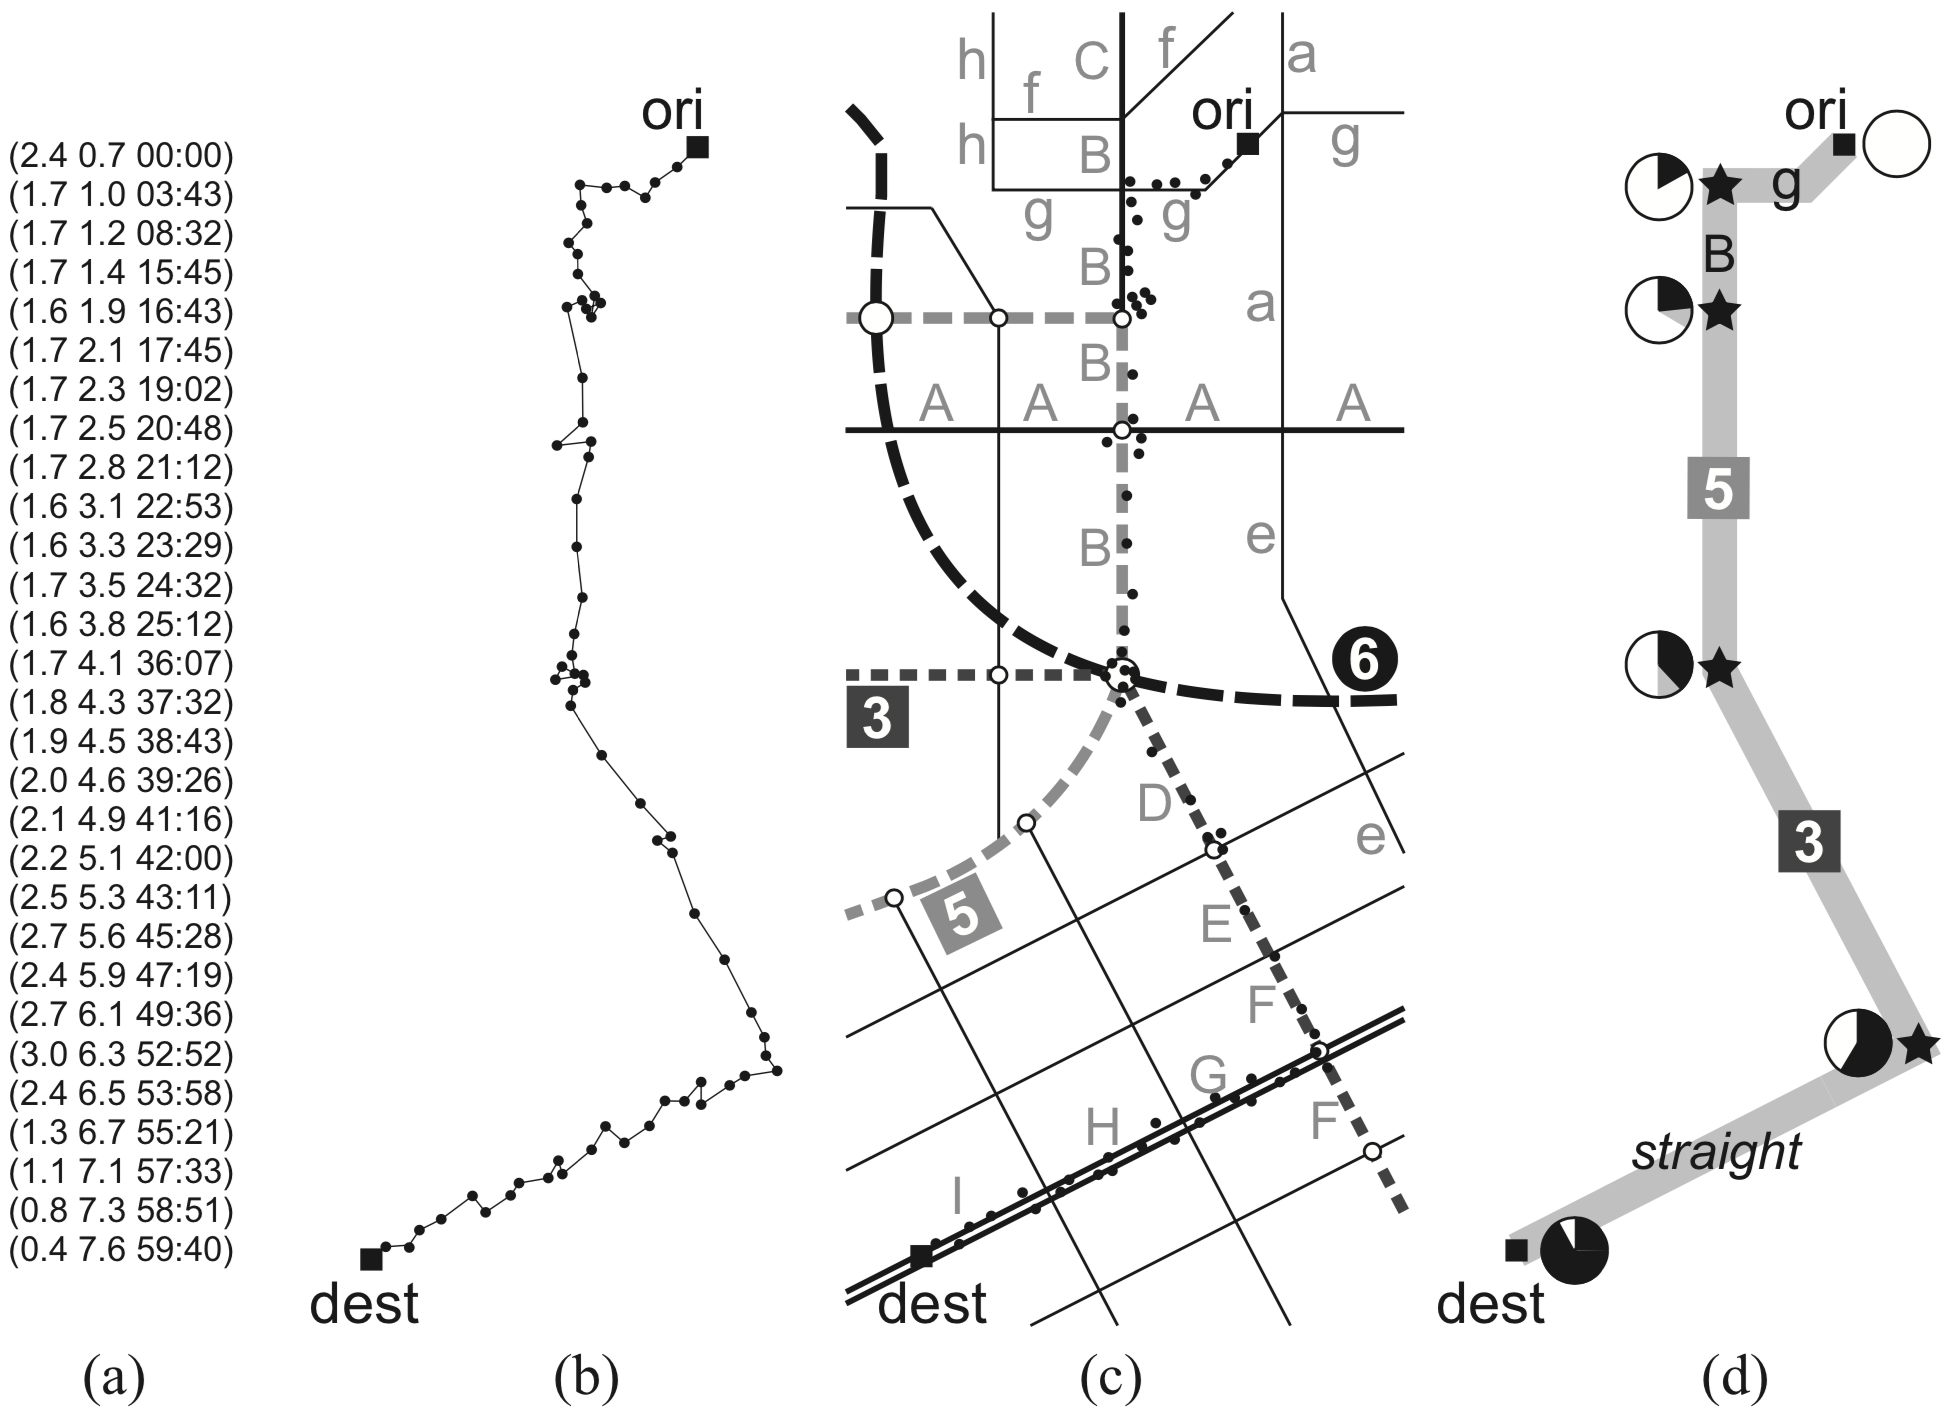 (2.4 0.7 00:00)
(1.7 1.0 03:43)
(1.7 1.2 08:32)
(1.7 1.4 15:45)
(1.6 1.9 16:43)
(1.7 2.1 17:45)
(1.7 2.3 19:02)
(1.7 2.5 20:48)
(1.7 2.8 21:12)
(1.6 3.1 22:53)
(1.6 3.3 23:29)
(1.7 3.5 24:32)
(1.6 3.8 25:12)
(1.7 4.1 36:07)
(1.8 4.3 37:32)
(1.9 4.5 38:43)
(2.0 4.6 39:26)
(2.1 4.9 41:16)
(2.2 5.1 42:00)
(2.5 5.3 43:11)
(2.7 5.6 45:28)
(2.4 5.9 47:19)
(2.7 6.1 49:36)
(3.0 6.3 52:52)
(2.4 6.5 53:58)
(1.3 6.7 55:21)
(1.1 7.1 57:33)
(0.8 7.3 58:51)
(0.4 7.6 59:40)
(a)
ori
dest
(b)
h C f a
f
ori
h B g
g g
B
a
B
A A A A
e
B
6
3
D
e
5
E
F
G
H F
I
dest
(c)
ori
g
B
5
3
straight
dest
(d)